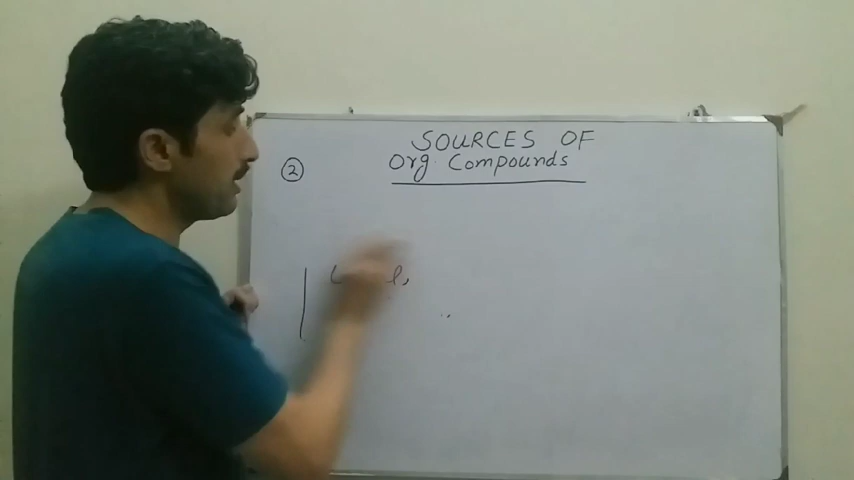 SOURCES OF
② Org. Compounds